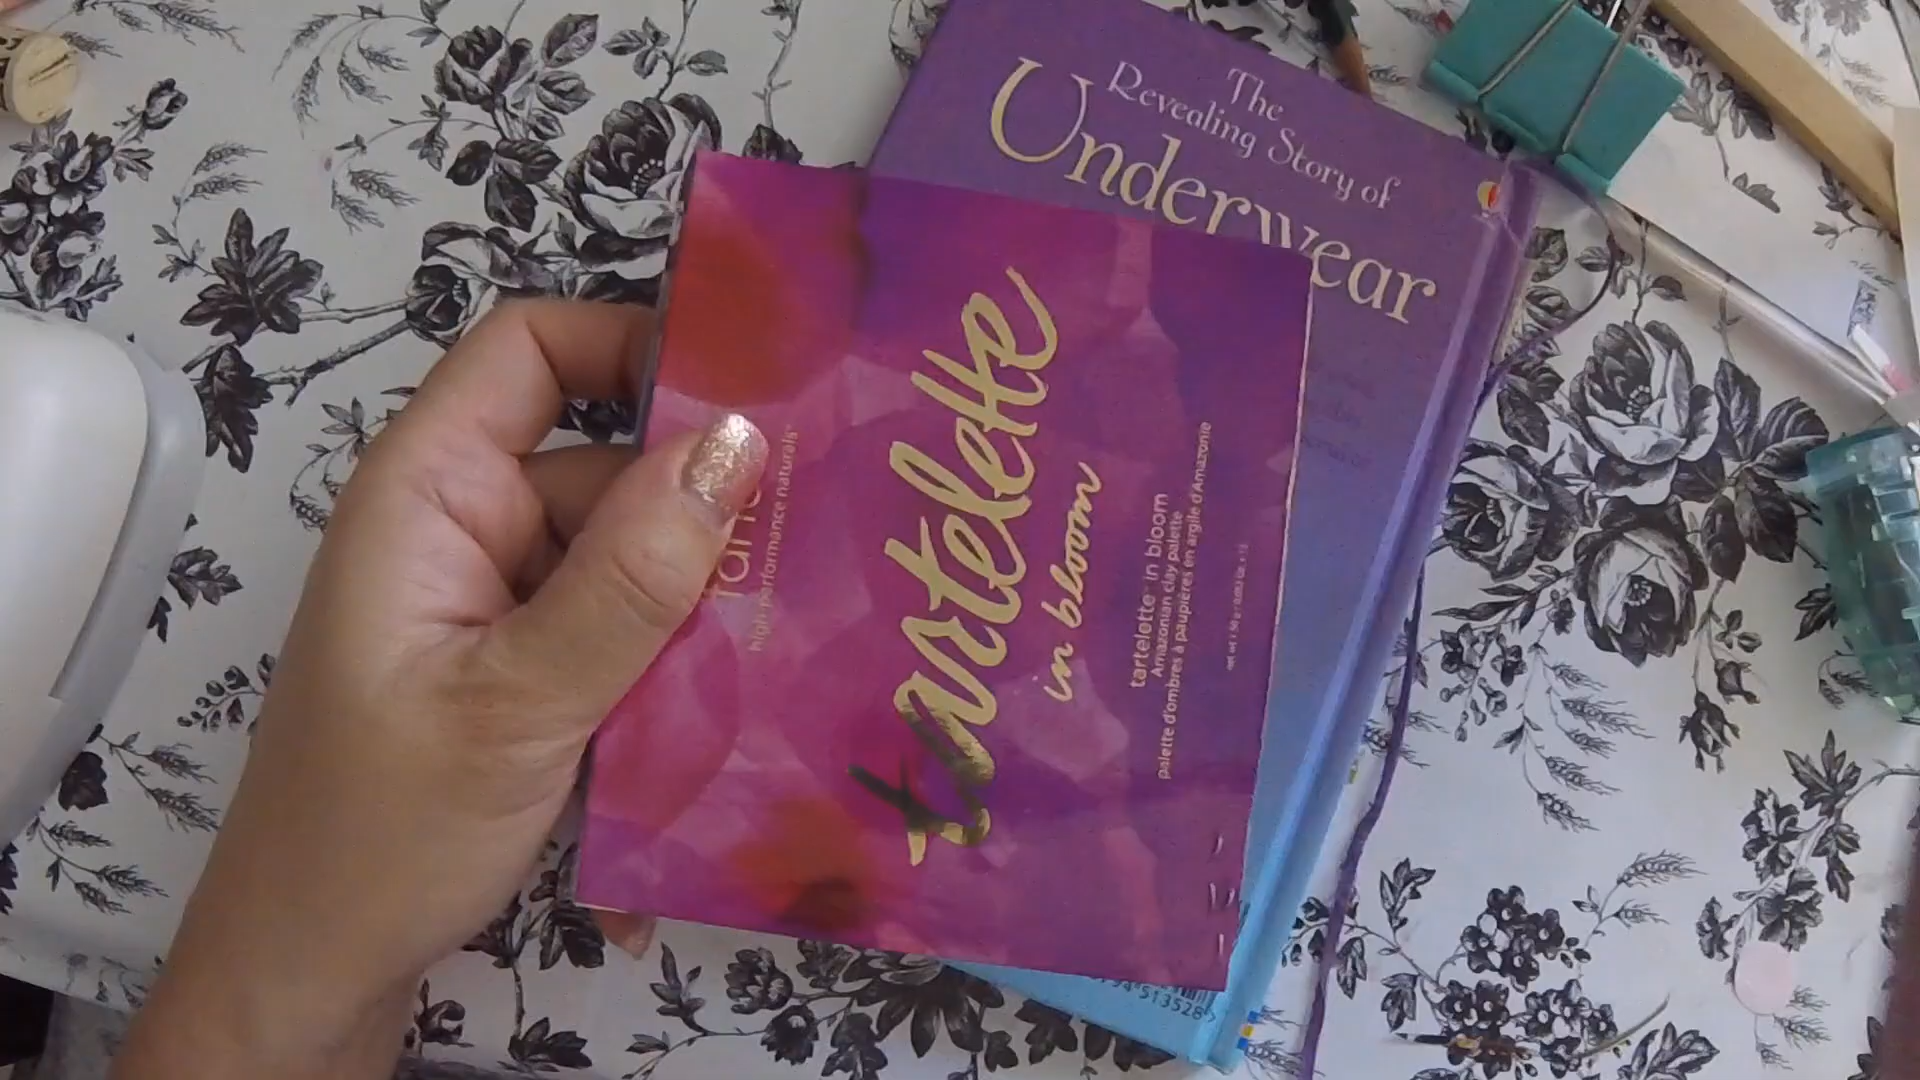 The
Revealing Story of
Underwear
high-performance naturals
tartelette
in bloom
tartelette in bloom
Amazonian clay palette
palette d'ombres à paupières en argile d'Amazonie